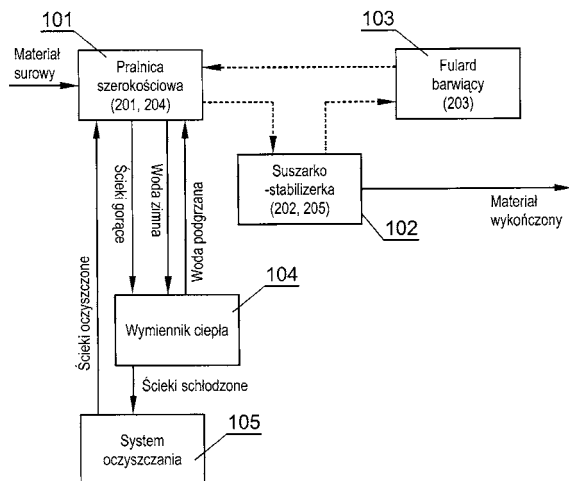 101
103
Materiał
surowy
Pralnica
szerokościowa
(201, 204)
Fulard
barwiący
(203)
Suszarko
-stabilizerka
(202, 205)
102
Materiał
wykończony
Ścieki gorące
Woda zimna
Woda podgrzana
Ścieki oczyszczone
104
Wymiennik ciepła
Ścieki schłodzone
105
System
oczyszczania